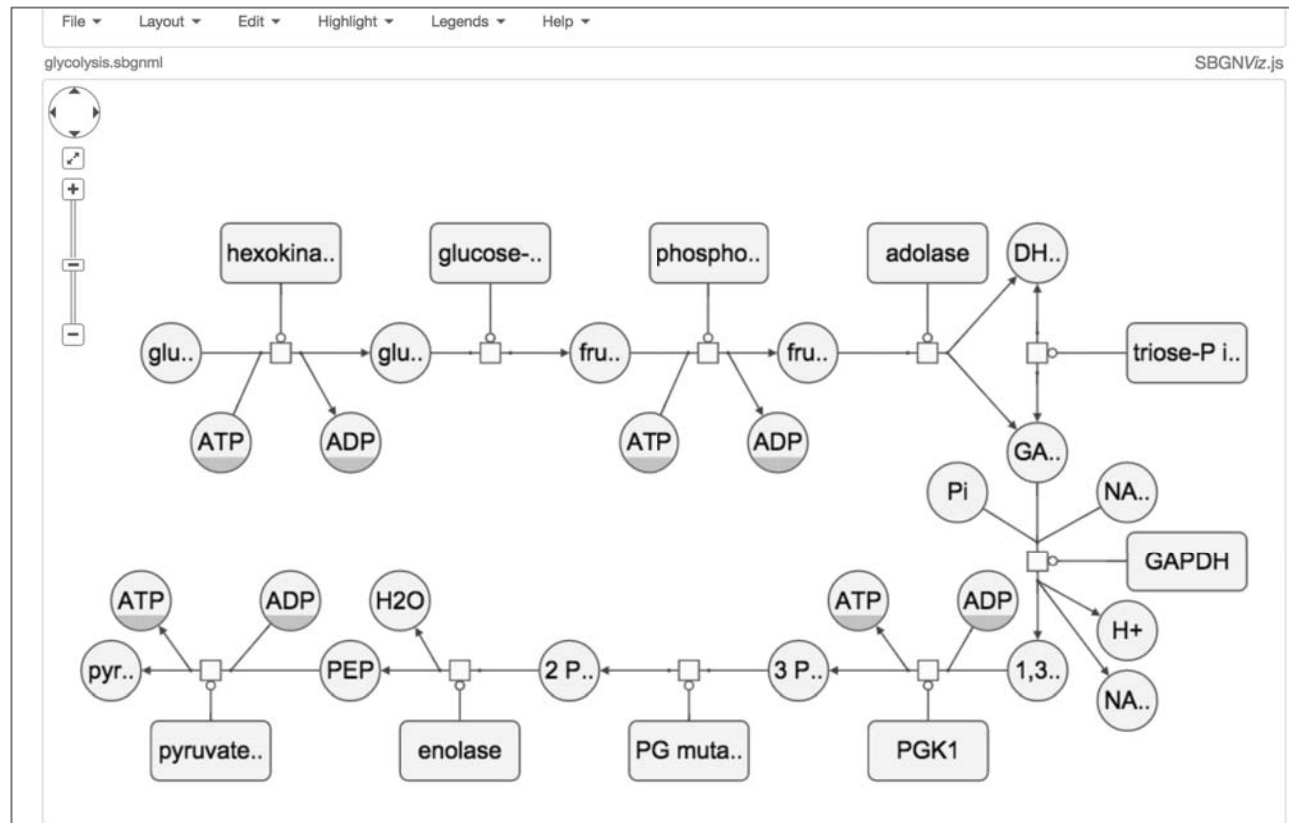 File Layout Edit Highlight Legends Help
glycolysis.sbgnml SBGNViz.js
hexokina.. glucose-.. phospho.. adolase DH..
glu.. glu.. fru.. fru.. triose-P i..
ATP ADP ATP ADP GA..
Pi NA..
GAPDH
ATP ADP H2O ATP ADP H+
pyr.. PEP 2 P.. 3 P.. 1,3.. NA..
pyruvate.. enolase PG muta.. PGK1